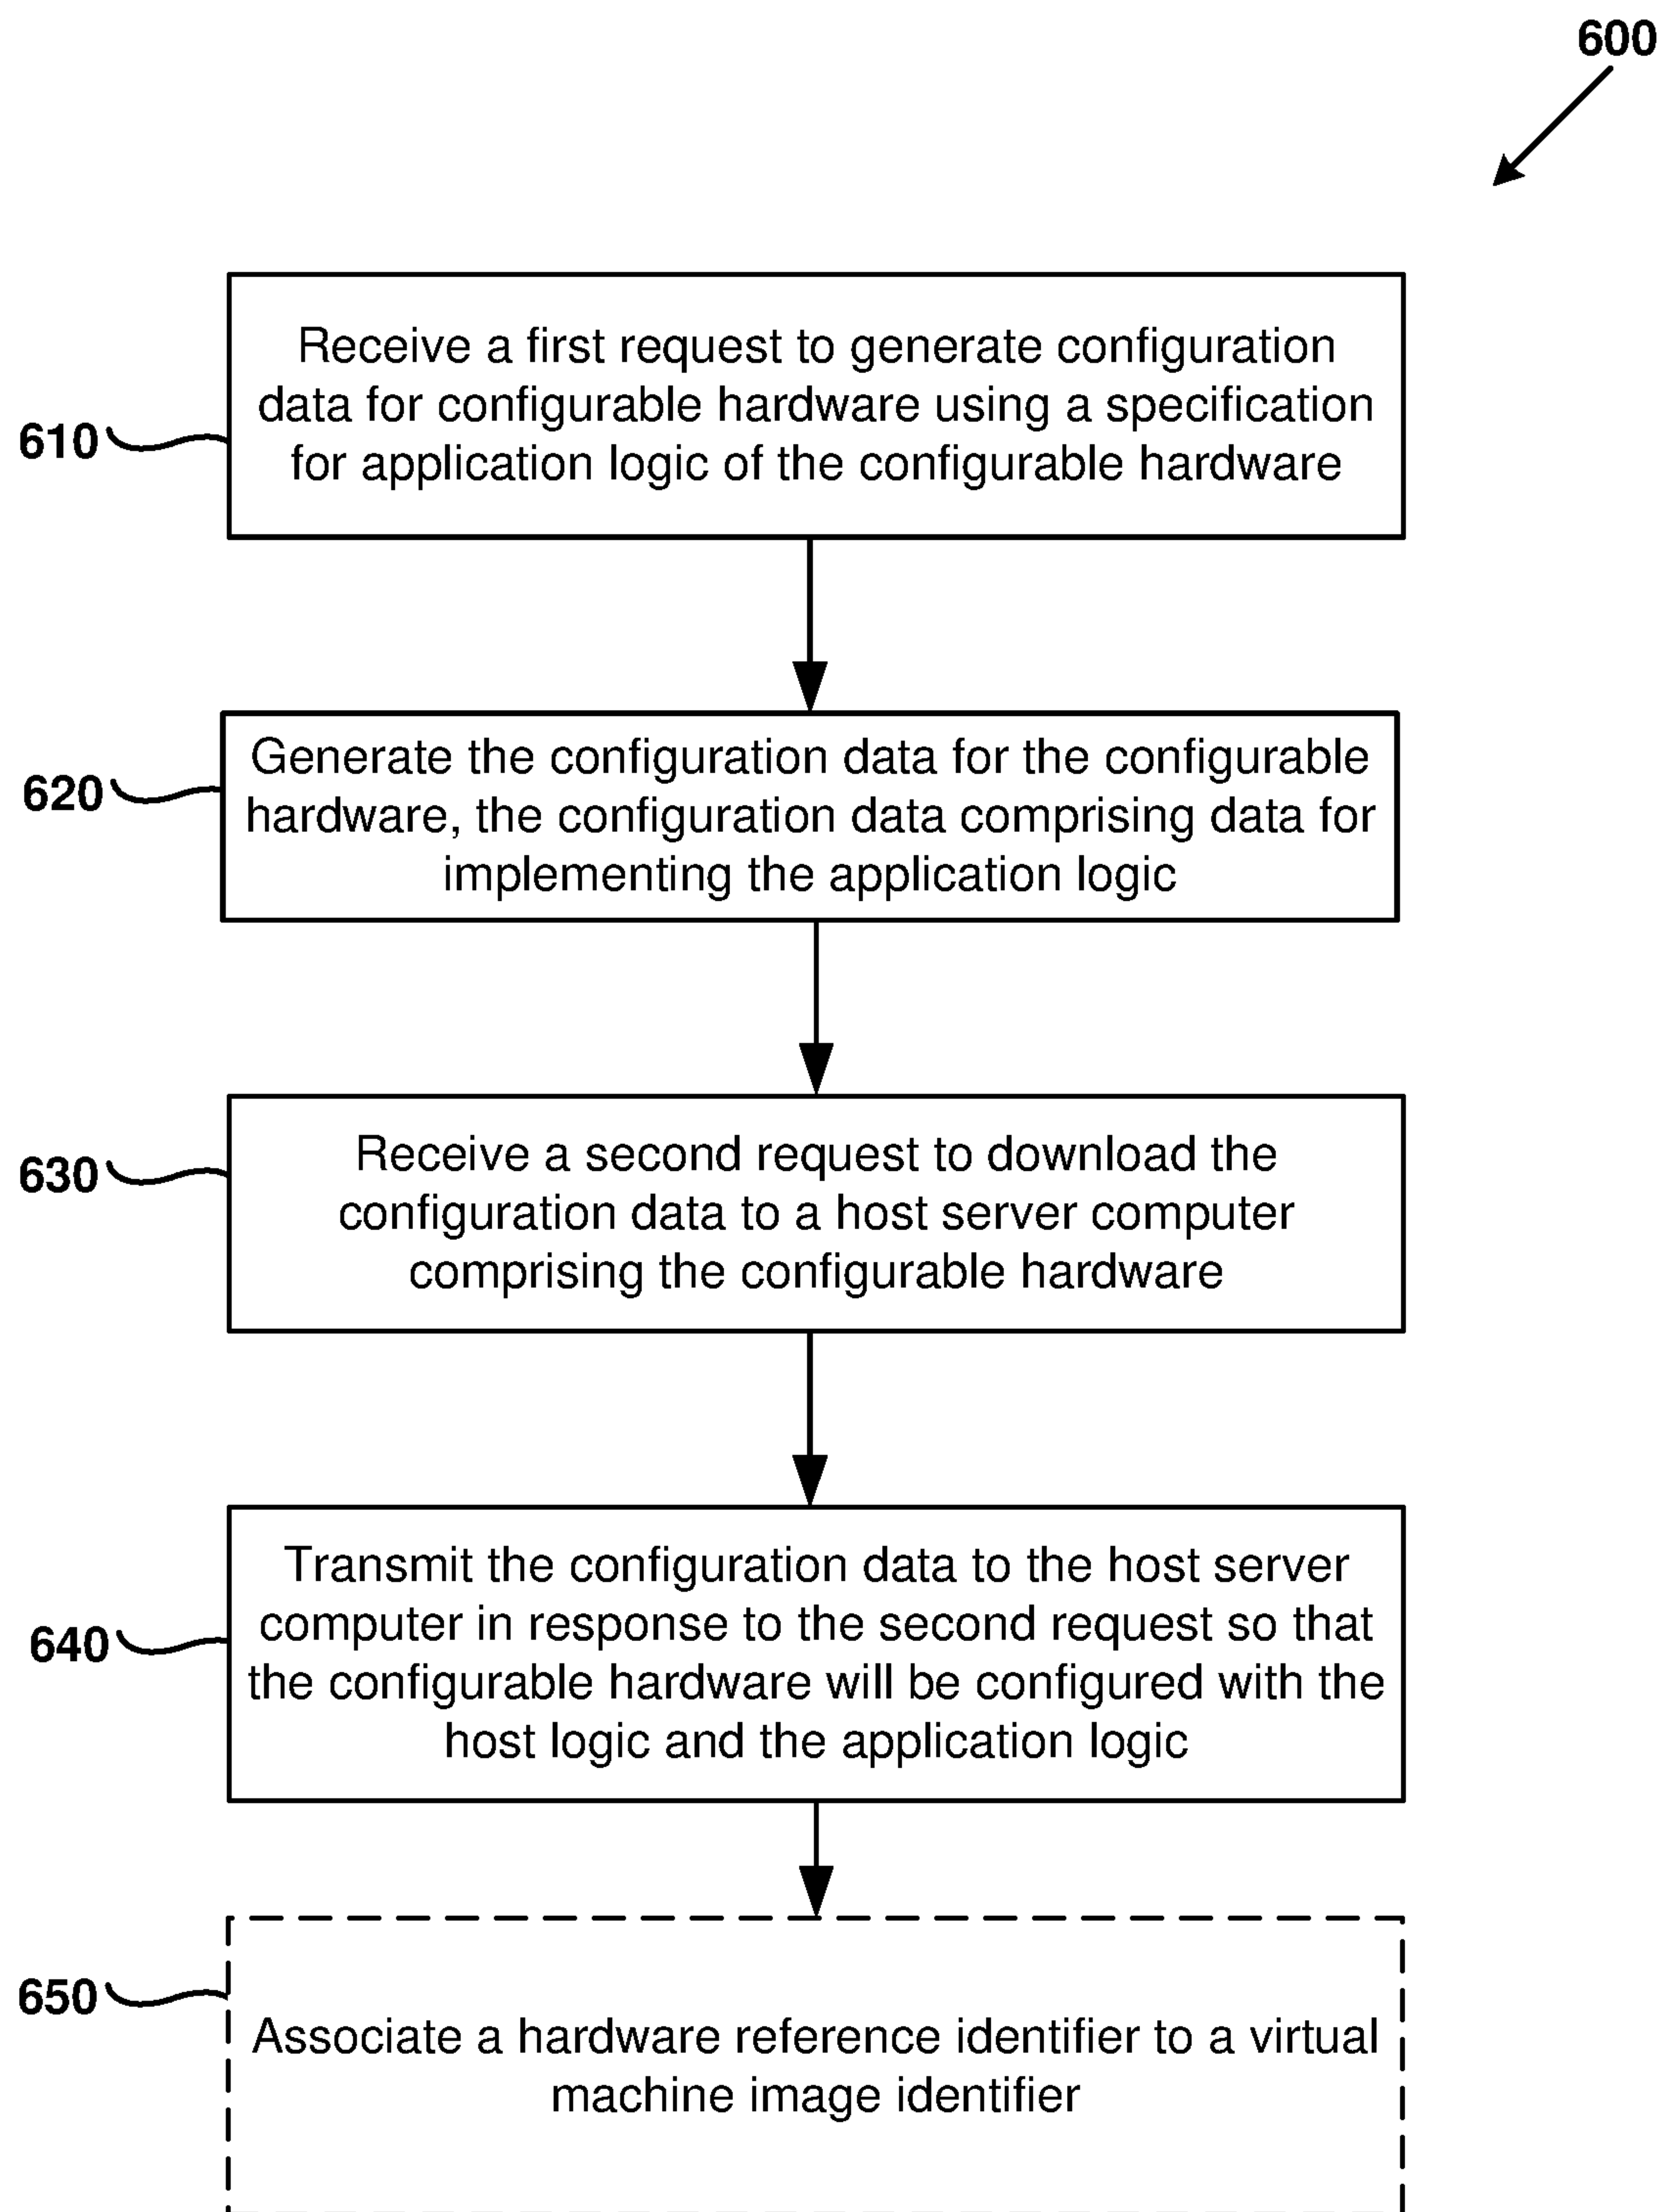 600
610
Receive a first request to generate configuration
data for configurable hardware using a specification
for application logic of the configurable hardware
620
Generate the configuration data for the configurable
hardware, the configuration data comprising data for
implementing the application logic
630
Receive a second request to download the
configuration data to a host server computer
comprising the configurable hardware
640
Transmit the configuration data to the host server
computer in response to the second request so that
the configurable hardware will be configured with the
host logic and the application logic
650
Associate a hardware reference identifier to a virtual
machine image identifier